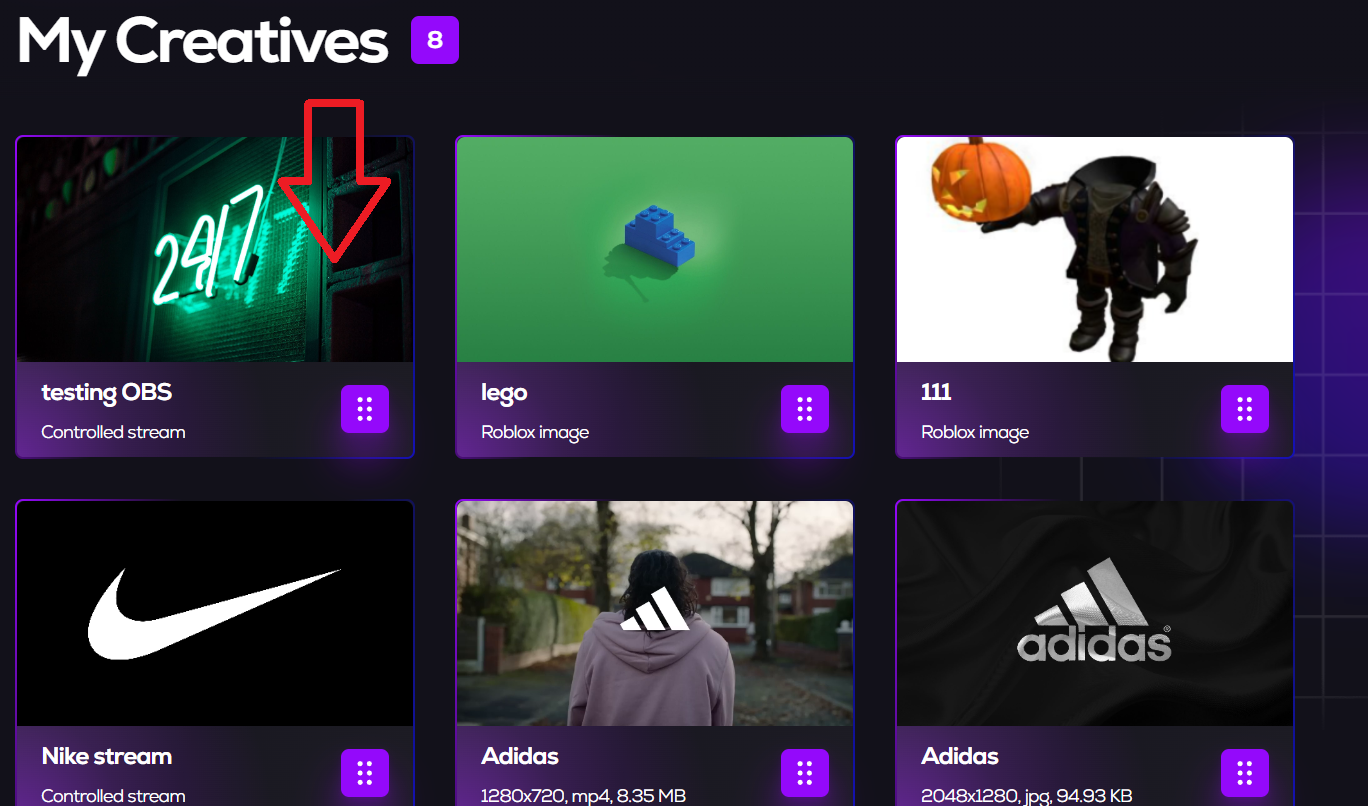 My Creatives 8
24/7
testing OBS
Controlled stream
lego
Roblox image
111
Roblox image
adidas®
Nike stream
Controlled stream
Adidas
1280x720, mp4, 8.35 MB
Adidas
2048x1280, jpg, 94.93 KB